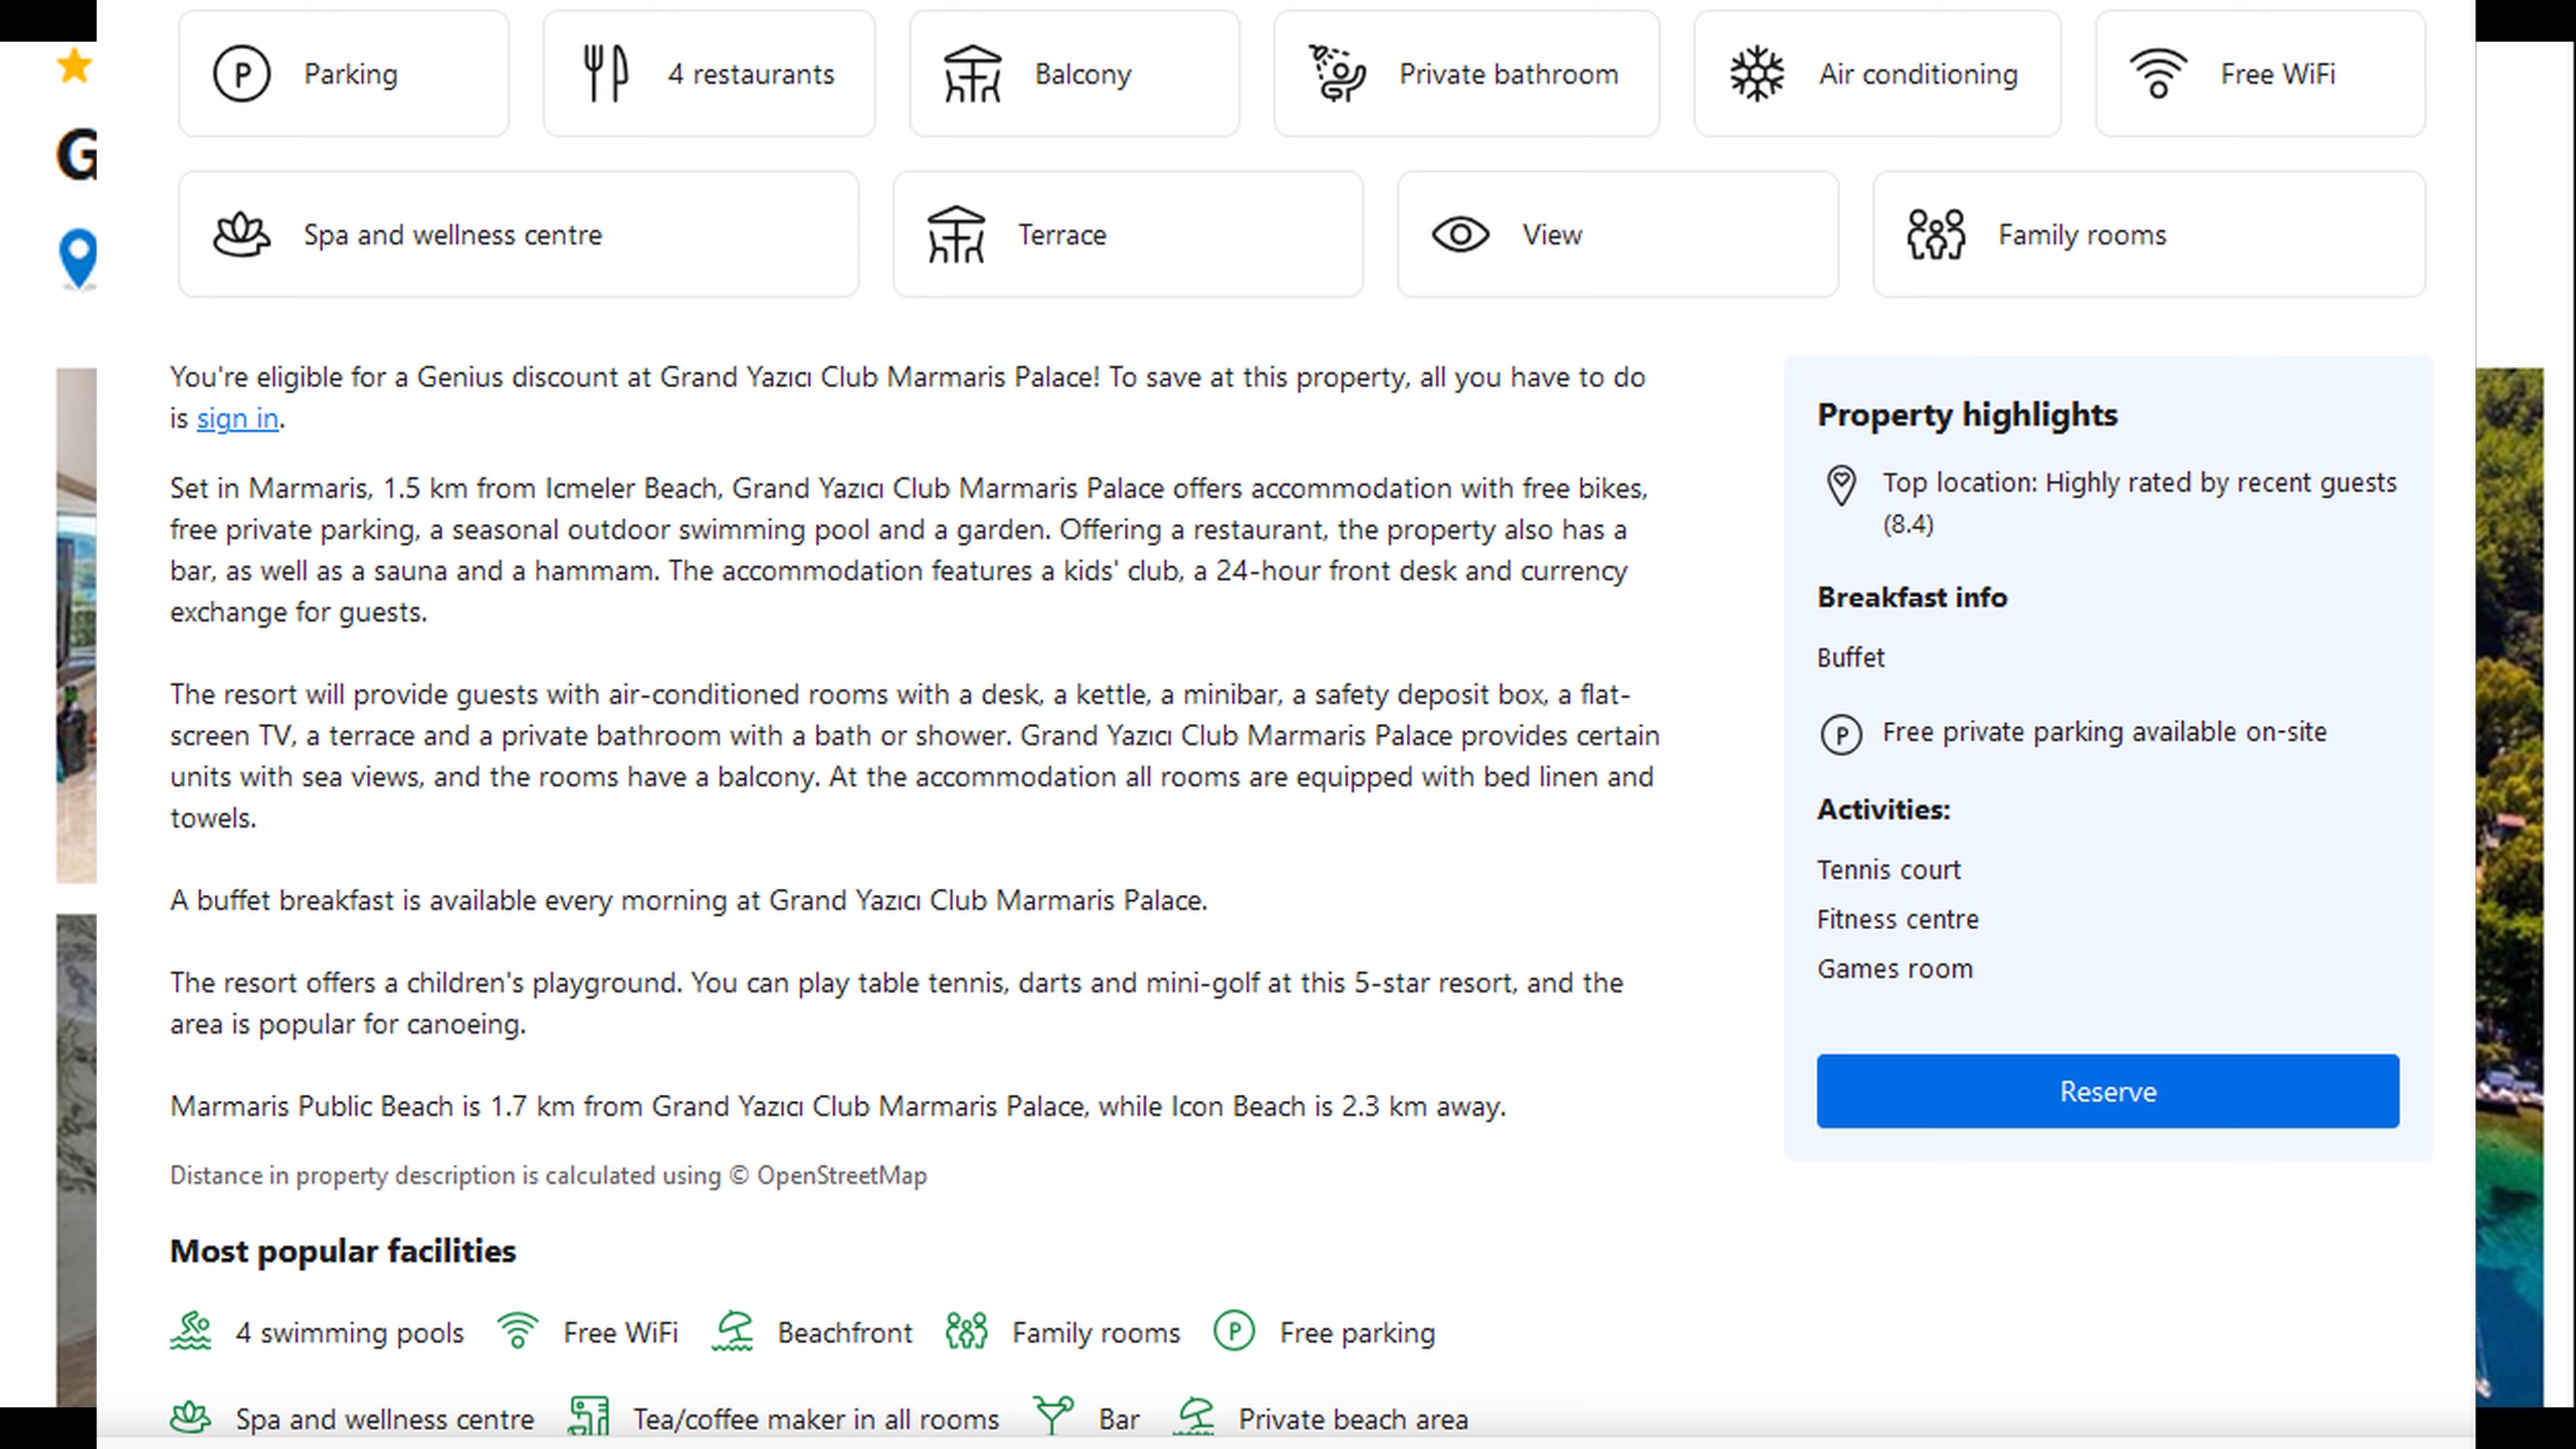 Parking
4 restaurants
Balcony
Private bathroom
Air conditioning
Free WiFi
Spa and wellness centre
Terrace
View
Family rooms
You're eligible for a Genius discount at Grand Yazıcı Club Marmaris Palace! To save at this property, all you have to do
is sign in.
Set in Marmaris, 1.5 km from Icmeler Beach, Grand Yazıcı Club Marmaris Palace offers accommodation with free bikes,
free private parking, a seasonal outdoor swimming pool and a garden. Offering a restaurant, the property also has a
bar, as well as a sauna and a hammam. The accommodation features a kids' club, a 24-hour front desk and currency
exchange for guests.
The resort will provide guests with air-conditioned rooms with a desk, a kettle, a minibar, a safety deposit box, a flat-
screen TV, a terrace and a private bathroom with a bath or shower. Grand Yazıcı Club Marmaris Palace provides certain
units with sea views, and the rooms have a balcony. At the accommodation all rooms are equipped with bed linen and
towels.
A buffet breakfast is available every morning at Grand Yazıcı Club Marmaris Palace.
The resort offers a children's playground. You can play table tennis, darts and mini-golf at this 5-star resort, and the
area is popular for canoeing.
Marmaris Public Beach is 1.7 km from Grand Yazıcı Club Marmaris Palace, while Icon Beach is 2.3 km away.
Distance in property description is calculated using © OpenStreetMap
Property highlights
Top location: Highly rated by recent guests
(8.4)
Breakfast info
Buffet
Free private parking available on-site
Activities:
Tennis court
Fitness centre
Games room
Reserve
Most popular facilities
4 swimming pools
Free WiFi
Beachfront
Family rooms
Free parking
Spa and wellness centre
Tea/coffee maker in all rooms
Bar
Private beach area